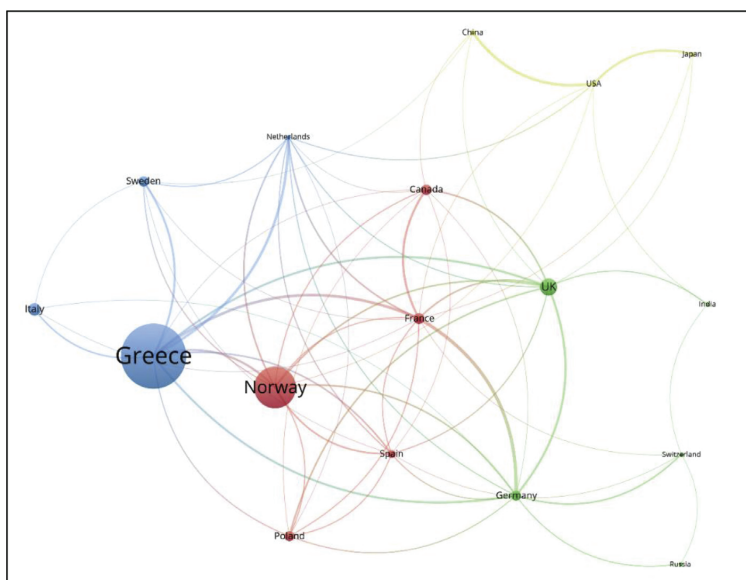 China
Japan
USA
Netherlands
Sweden
Canada
UK
India
Italy
France
Greece
Norway
Spain
Switzerland
Germany
Poland
Russia